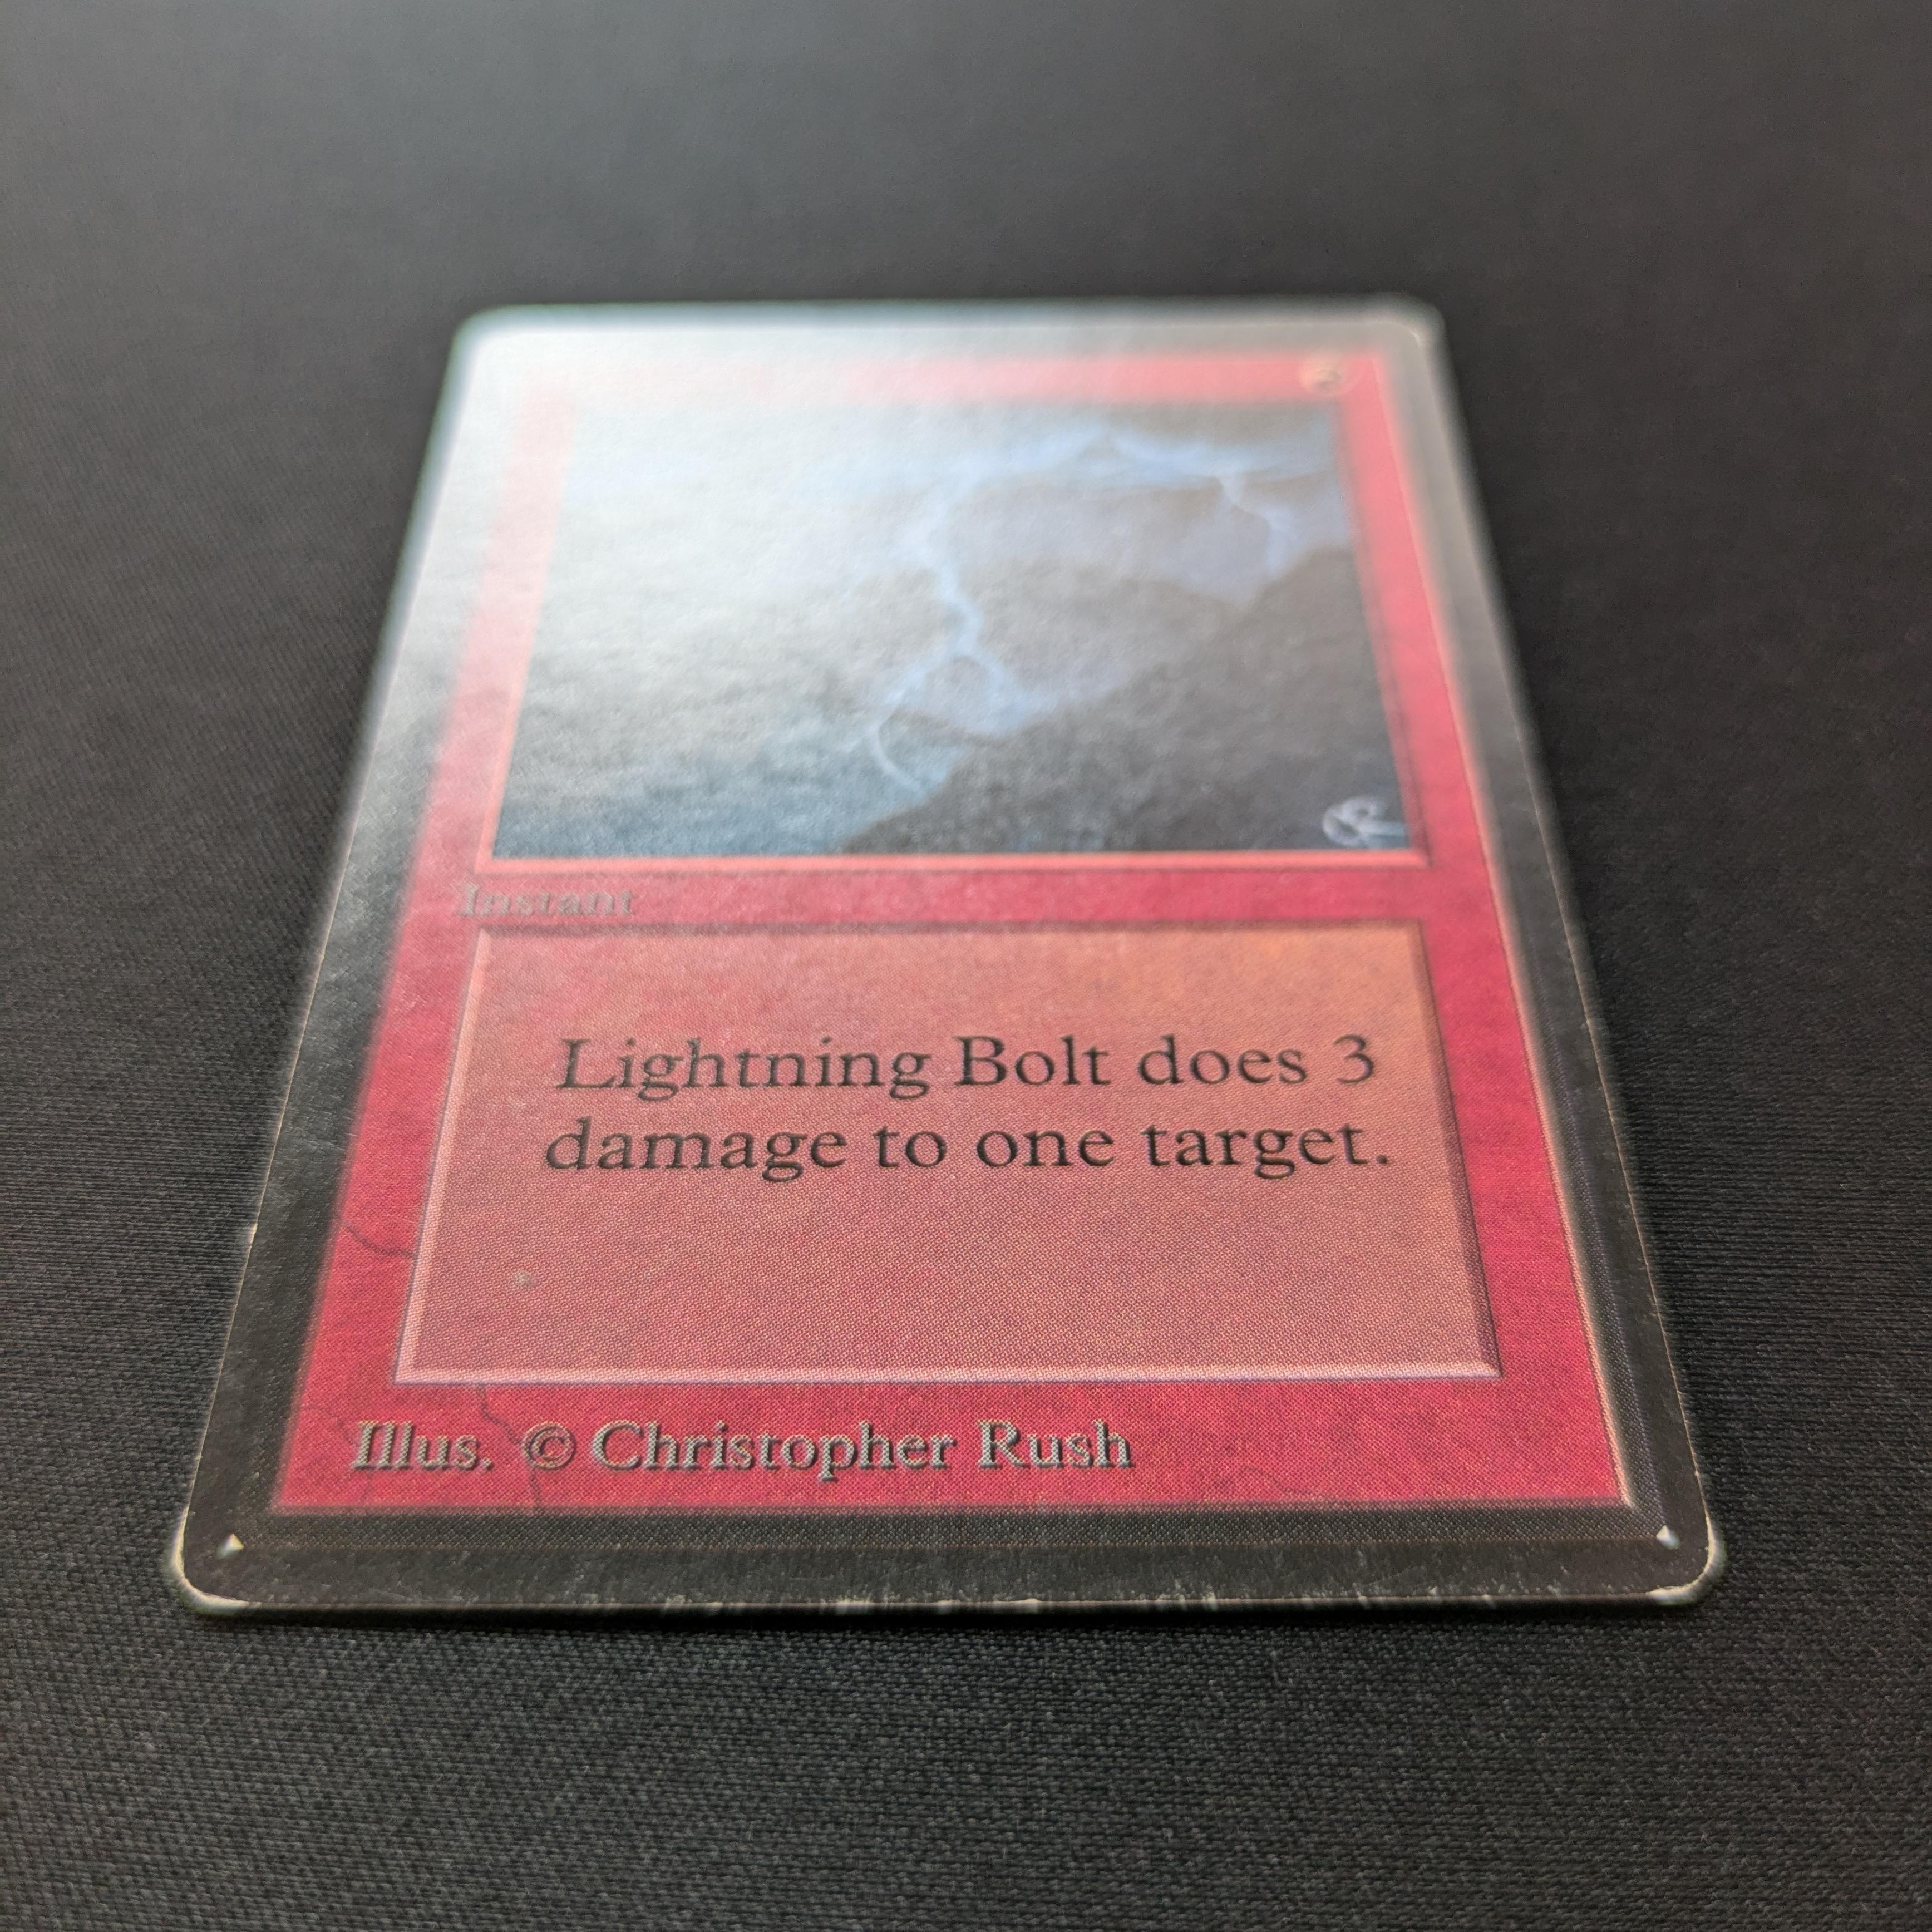 Instant
Lightning Bolt does 3
damage to one target.
Illus. © Christopher Rush